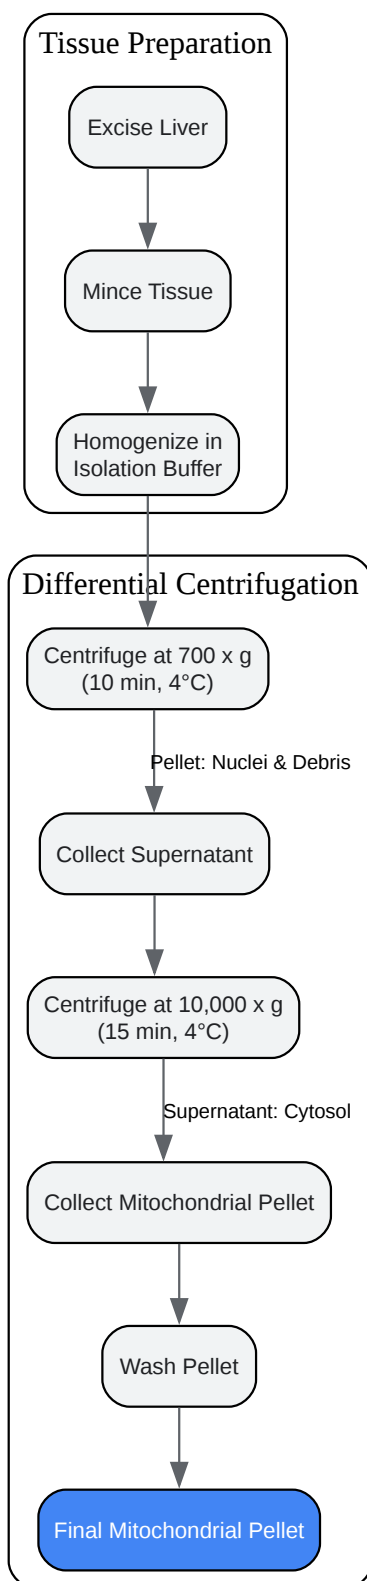 Tissue Preparation
Excise Liver
Mince Tissue
Homogenize in
Isolation Buffer
Differential Centrifugation
Centrifuge at 700 x g
(10 min, 4°C)
Pellet: Nuclei & Debris
Collect Supernatant
Centrifuge at 10,000 x g
(15 min, 4°C)
Supernatant: Cytosol
Collect Mitochondrial Pellet
Wash Pellet
Final Mitochondrial Pellet